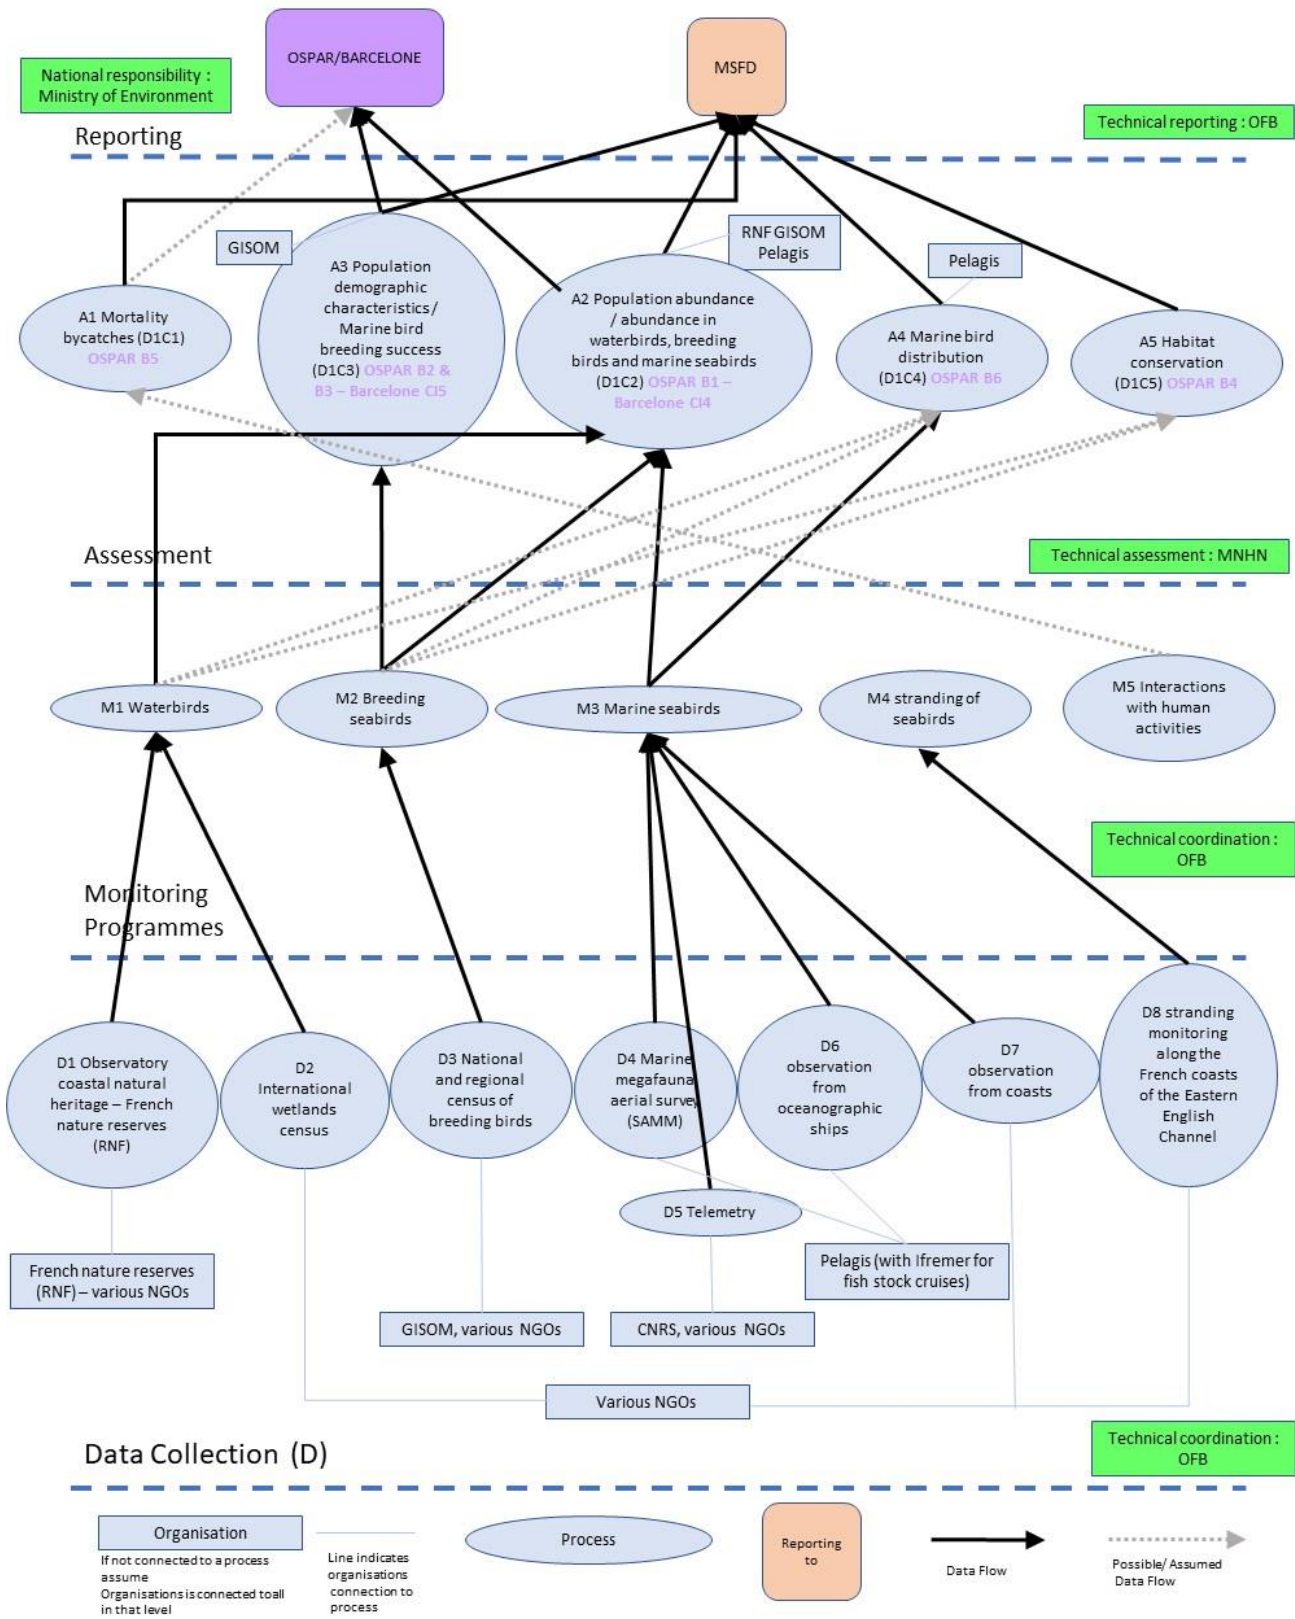 OSPAR/BARCELONE
MSFD
National responsibility :
Ministry of Environment
Technical reporting : OFB
Reporting
GISOM
RNF GISOM
Pelagis
Pelagis
A1 Mortality
bycatches (D1C1)
OSPAR B5
A3 Population
demographic
characteristics /
Marine bird
breeding success
(D1C3) OSPAR B2 &
B3 – Barcelone CI5
A2 Population abundance
/ abundance in
waterbirds, breeding
birds and marine seabirds
(D1C2) OSPAR B1 –
Barcelone CI4
A4 Marine bird
distribution
(D1C4) OSPAR B6
A5 Habitat
conservation
(D1C5) OSPAR B4
Assessment
Technical assessment : MNHN
M1 Waterbirds
M2 Breeding
seabirds
M3 Marine seabirds
M4 stranding of
seabirds
M5 Interactions
with human
activities
Technical coordination :
OFB
Monitoring
Programmes
D1 Observatory
coastal natural
heritage – French
nature reserves
(RNF)
D2
International
wetlands
census
D3 National
and regional
census of
breeding birds
D4 Marine
megafauna
aerial survey
(SAMM)
D6
observation
from
oceanographic
ships
D7
observation
from coasts
D8 stranding
monitoring
along the
French coasts
of the Eastern
English
Channel
D5 Telemetry
French nature reserves
(RNF) – various NGOs
Pelagis (with Ifremer for
fish stock cruises)
GISOM, various NGOs
CNRS, various NGOs
Various NGOs
Data Collection (D)
Technical coordination :
OFB
Organisation
If not connected to a process
assume
Organisations is connected toall
in that level
Line indicates
organisations
connection to
process
Process
Reporting
to
Data Flow
Possible/ Assumed
Data Flow